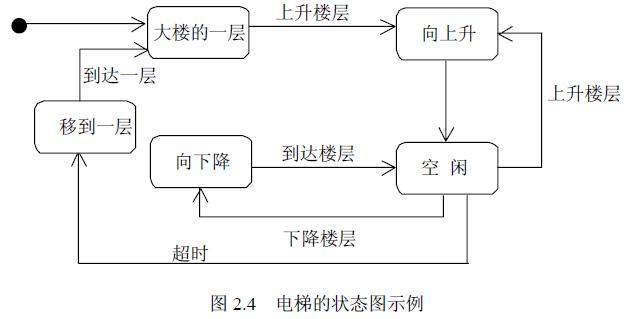 大楼的一层
上升楼层
向上升
到达一层
上升楼层
移到一层
向下降
到达楼层
空 闲
下降楼层
超时
图 2.4 电梯的状态图示例